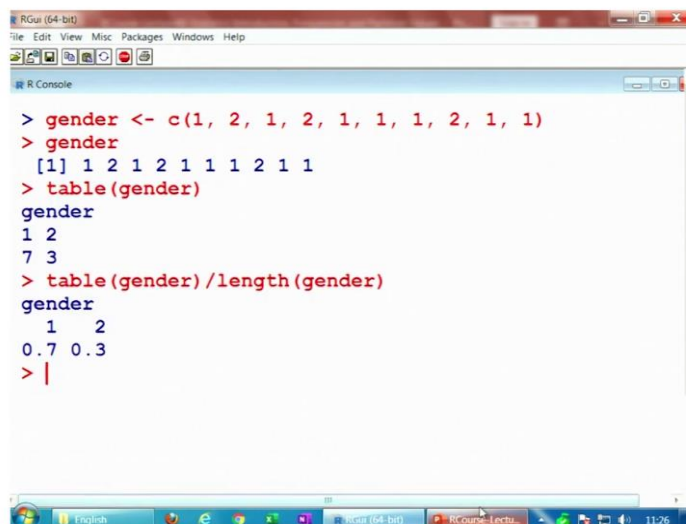 RGui (64-bit)
File Edit View Misc Packages Windows Help
R Console
> gender <- c(1, 2, 1, 2, 1, 1, 1, 2, 1, 1)
> gender
[1] 1 2 1 2 1 1 1 2 1 1
> table(gender)
gender
1 2
7 3
> table(gender)/length(gender)
gender
1 2
0.7 0.3
>
English RGui (64-bit) RCourse-Lectu... 11:26